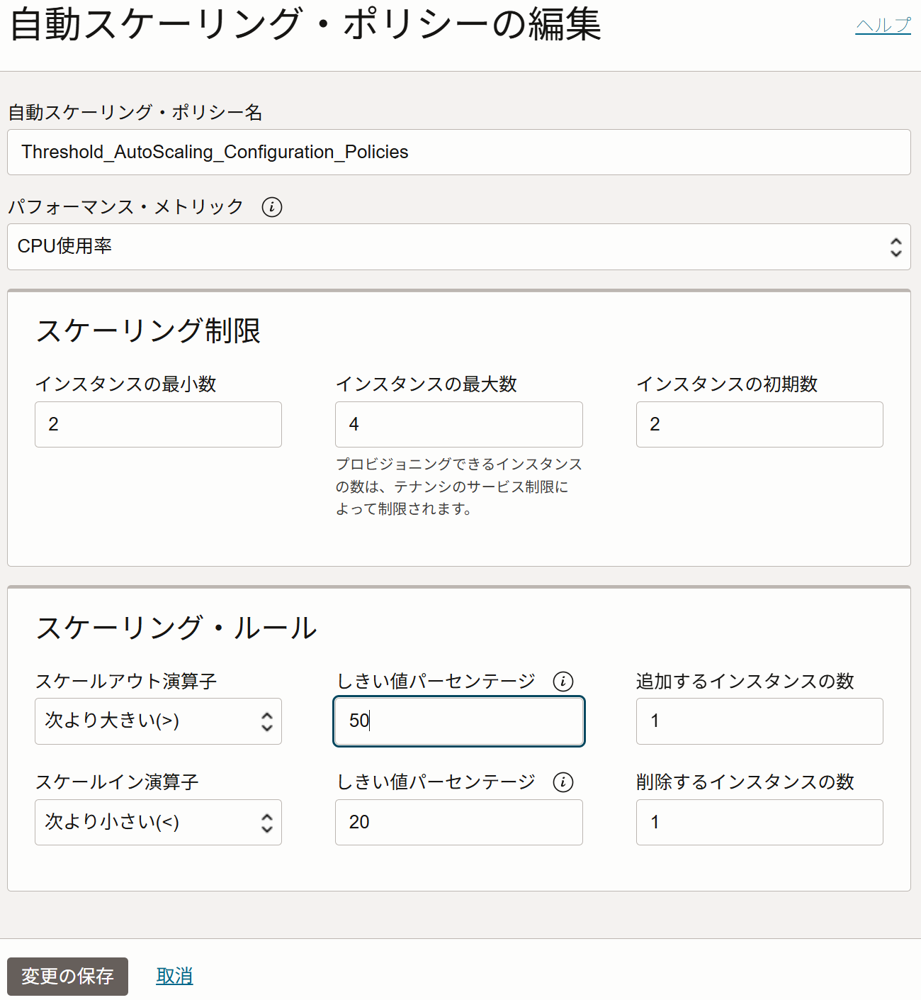 自動スケーリング・ポリシーの編集
ヘルプ
自動スケーリング・ポリシー名
Threshold_AutoScaling_Configuration_Policies
パフォーマンス・メトリック
CPU使用率
スケーリング制限
インスタンスの最小数
インスタンスの最大数
インスタンスの初期数
2
4
2
プロビジョニングできるインスタンス
の数は、テナンシのサービス制限に
よって制限されます。
スケーリング・ルール
スケールアウト演算子
しきい値パーセンテージ
追加するインスタンスの数
次より大きい(>)
50
1
スケールイン演算子
しきい値パーセンテージ
削除するインスタンスの数
次より小さい(<)
20
1
変更の保存
取消